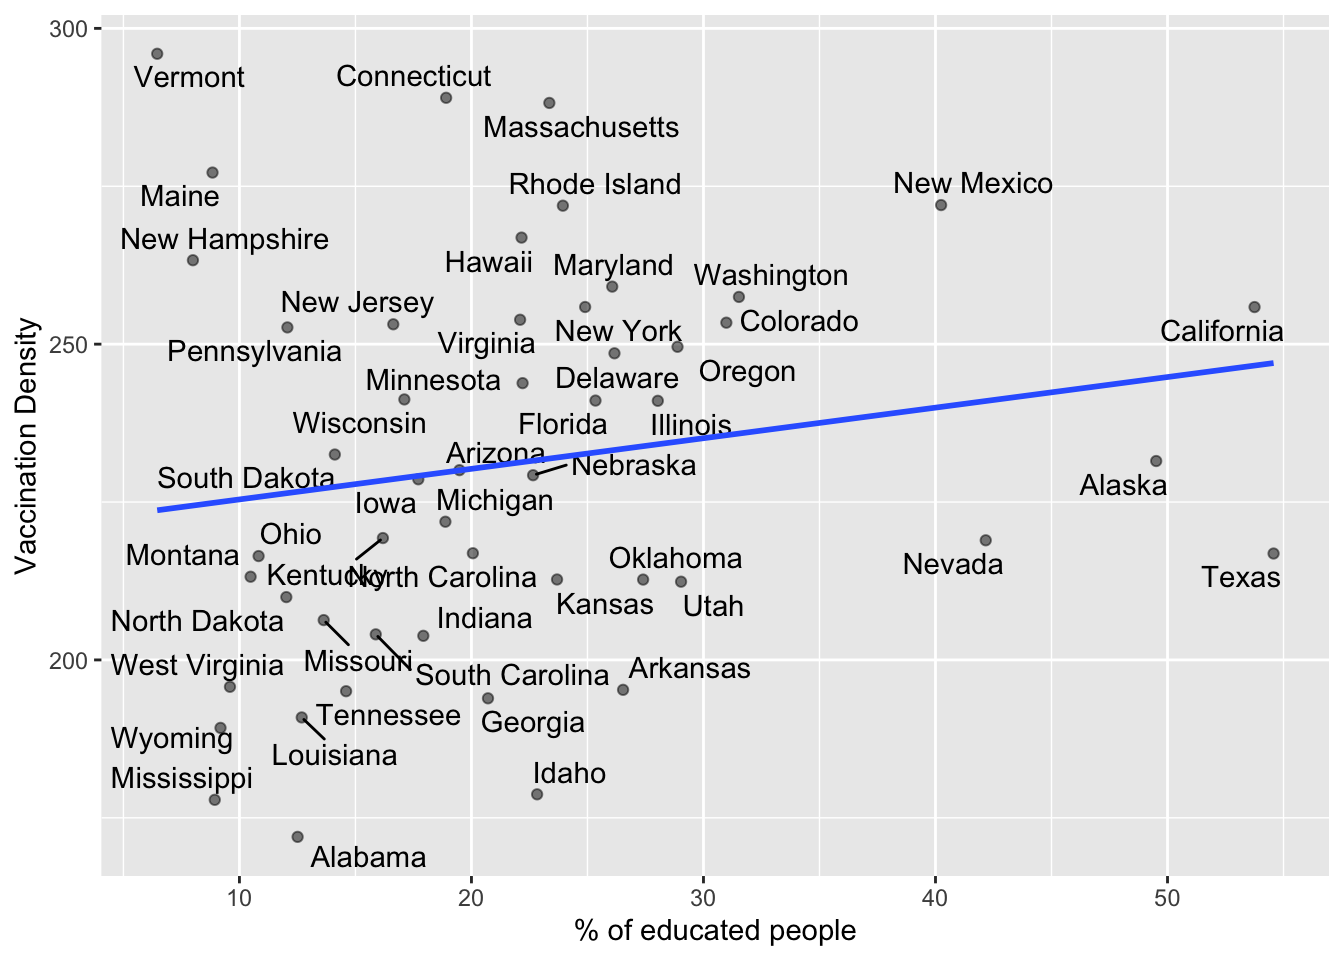 300
Vermont
Connecticut
Massachusetts
Maine
Rhode Island
New Mexico
New Hampshire
Hawaii
Maryland
Washington
New Jersey
Colorado
California
Virginia
New York
Pennsylvania
250
Oregon
Minnesota
Delaware
Wisconsin
Florida
Illinois
Arizona
Nebraska
South Dakota
Alaska
Iowa
Michigan
Ohio
Montana
Oklahoma
Nevada
Texas
Kentucky
North Carolina
Kansas
Utah
North Dakota
Indiana
West Virginia
Missouri
200
South Carolina
Arkansas
Tennessee
Georgia
Wyoming
Louisiana
Mississippi
Idaho
Alabama
Vaccination Density
10
20
30
40
50
% of educated people